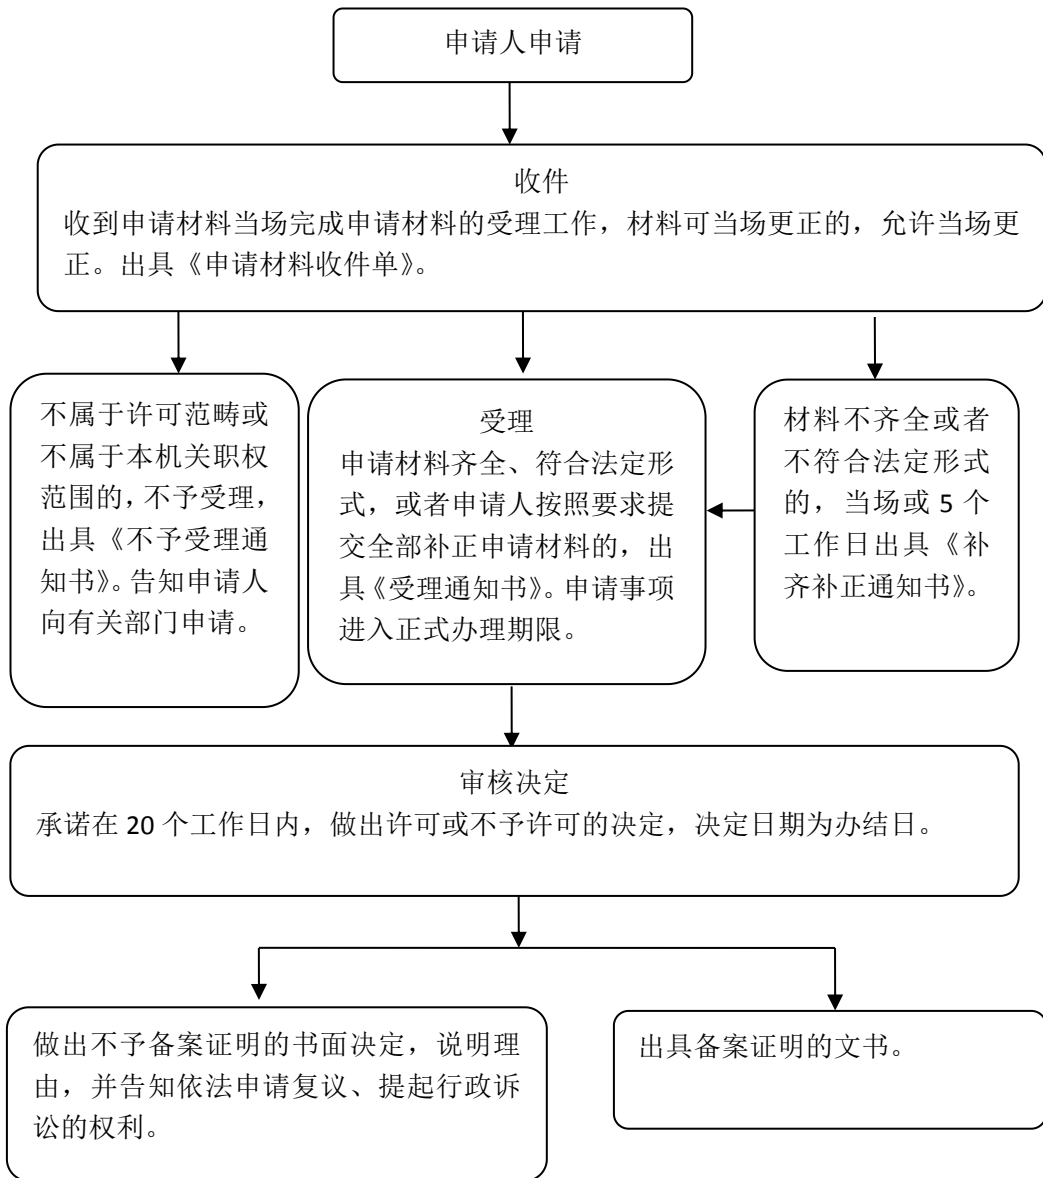 申请人申请
收件
收到申请材料当场完成申请材料的受理工作，材料可当场更正的，允许当场更
正。出具《申请材料收件单》。
不属于许可范畴或
不属于本机关职权
范围的，不予受理，
出具《不予受理通
知书》。告知申请人
向有关部门申请。
受理
申请材料齐全、符合法定形
式，或者申请人按照要求提
交全部补正申请材料的，出
具《受理通知书》。申请事项
进入正式办理期限。
材料不齐全或者
不符合法定形式
的，当场或 5 个
工作日出具《补
齐补正通知书》。
审核决定
承诺在 20 个工作日内，做出许可或不予许可的决定，决定日期为办结日。
做出不予备案证明的书面决定，说明理
由，并告知依法申请复议、提起行政诉
讼的权利。
出具备案证明的文书。